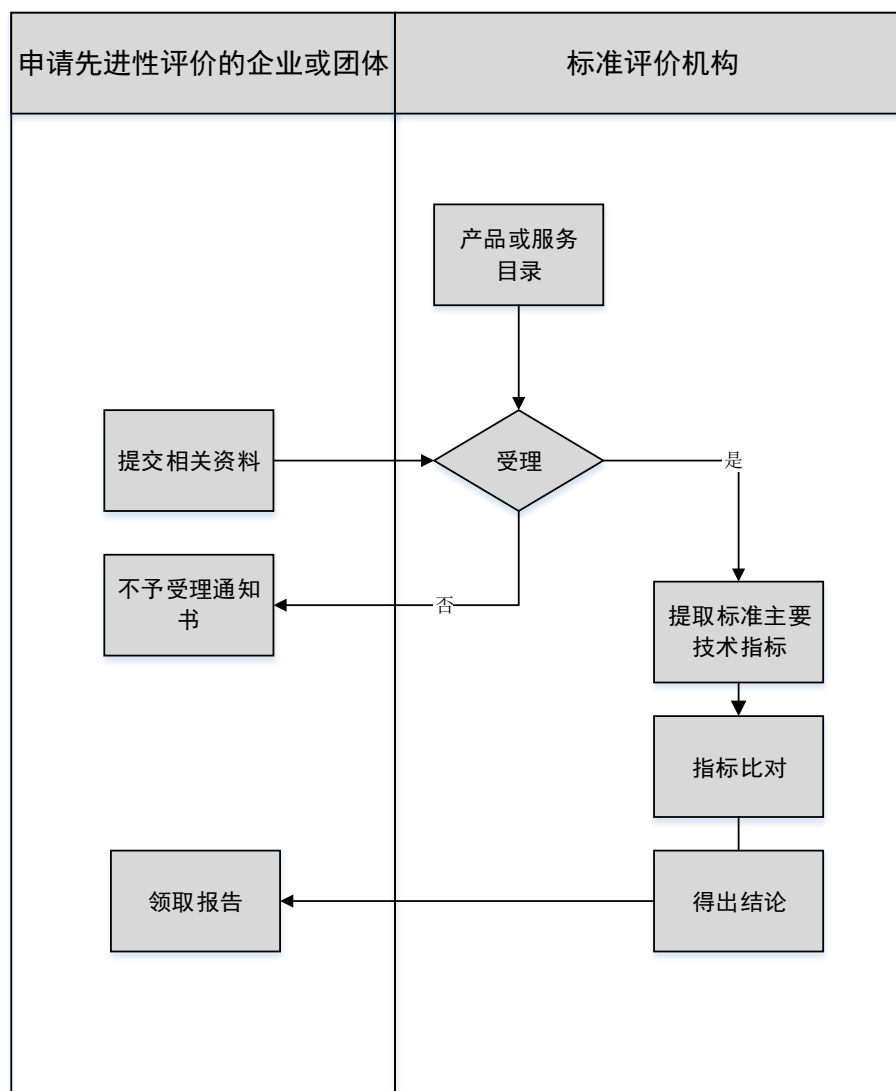 申请先进性评价的企业或团体
标准评价机构
产品或服务
目录
提交相关资料
受理
是
不予受理通知
书
否
提取标准主要
技术指标
指标比对
领取报告
得出结论